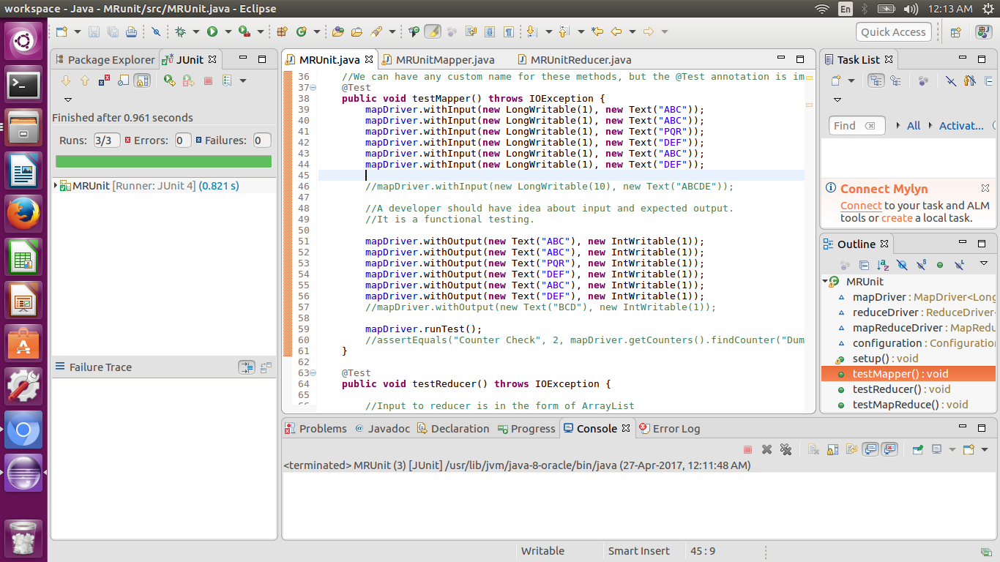 workspace - Java - MRunit/src/MRUnit.java - Eclipse
En
12:13 AM
Quick Access
Package Explorer
JUnit
Finished after 0.961 seconds
Runs: 3/3 Errors: 0 Failures: 0
MRUnit [Runner: JUnit 4] (0.821 s)
Failure Trace
MRUnit.java
MRUnitMapper.java
MRUnitReducer.java
36 //We can have any custom name for these methods, but the @Test annotation is im
37 @Test
38 public void testMapper() throws IOException {
39 mapDriver.withInput(new LongWritable(1), new Text("ABC"));
40 mapDriver.withInput(new LongWritable(1), new Text("ABC"));
41 mapDriver.withInput(new LongWritable(1), new Text("PQR"));
42 mapDriver.withInput(new LongWritable(1), new Text("DEF"));
43 mapDriver.withInput(new LongWritable(1), new Text("ABC"));
44 mapDriver.withInput(new LongWritable(1), new Text("DEF"));
45
46 //mapDriver.withInput(new LongWritable(10), new Text("ABCDE"));
47
48 //A developer should have idea about input and expected output.
49 //It is a functional testing.
50
51 mapDriver.withOutput(new Text("ABC"), new IntWritable(1));
52 mapDriver.withOutput(new Text("ABC"), new IntWritable(1));
53 mapDriver.withOutput(new Text("PQR"), new IntWritable(1));
54 mapDriver.withOutput(new Text("DEF"), new IntWritable(1));
55 mapDriver.withOutput(new Text("ABC"), new IntWritable(1));
56 mapDriver.withOutput(new Text("DEF"), new IntWritable(1));
57 //mapDriver.withOutput(new Text("BCD"), new IntWritable(1));
58
59 mapDriver.runTest();
60 //assertEquals("Counter Check", 2, mapDriver.getCounters().findCounter("Dum
61 }
62
63 @Test
64 public void testReducer() throws IOException {
65
66 //Input to reducer is in the form of ArrayList
Task List
Find
All
Activat...
Connect Mylyn
Connect to your task and ALM
tools or create a local task.
Outline
MRUnit
mapDriver : MapDriver<Long
reduceDriver : ReduceDriver<
mapReduceDriver : MapRedu
configuration : Configuration
setup() : void
testMapper() : void
testReducer() : void
testMapReduce() : void
Problems
Javadoc
Declaration
Progress
Console
Error Log
<terminated> MRUnit (3) [JUnit] /usr/lib/jvm/java-8-oracle/bin/java (27-Apr-2017, 12:11:48 AM)
Writable
Smart Insert
45 : 9